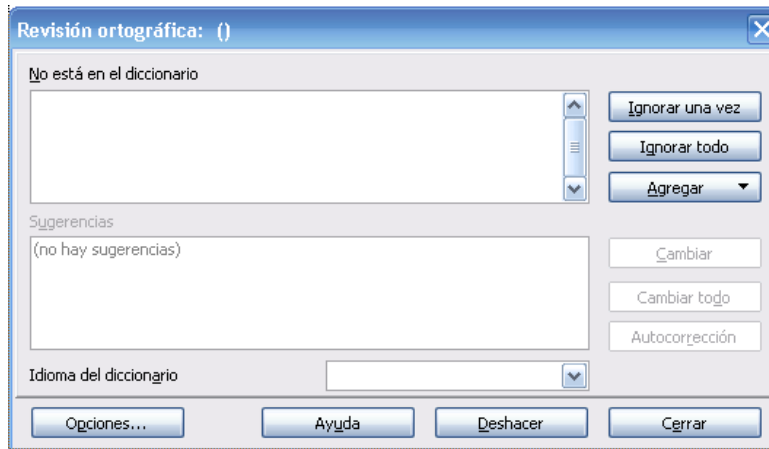 Revisión ortográfica: ()
No está en el diccionario
Ignorar una vez
Ignorar todo
Agregar
Sugerencias
(no hay sugerencias)
Cambiar
Cambiar todo
Autocorrección
Idioma del diccionario
Opciones...
Ayuda
Deshacer
Cerrar